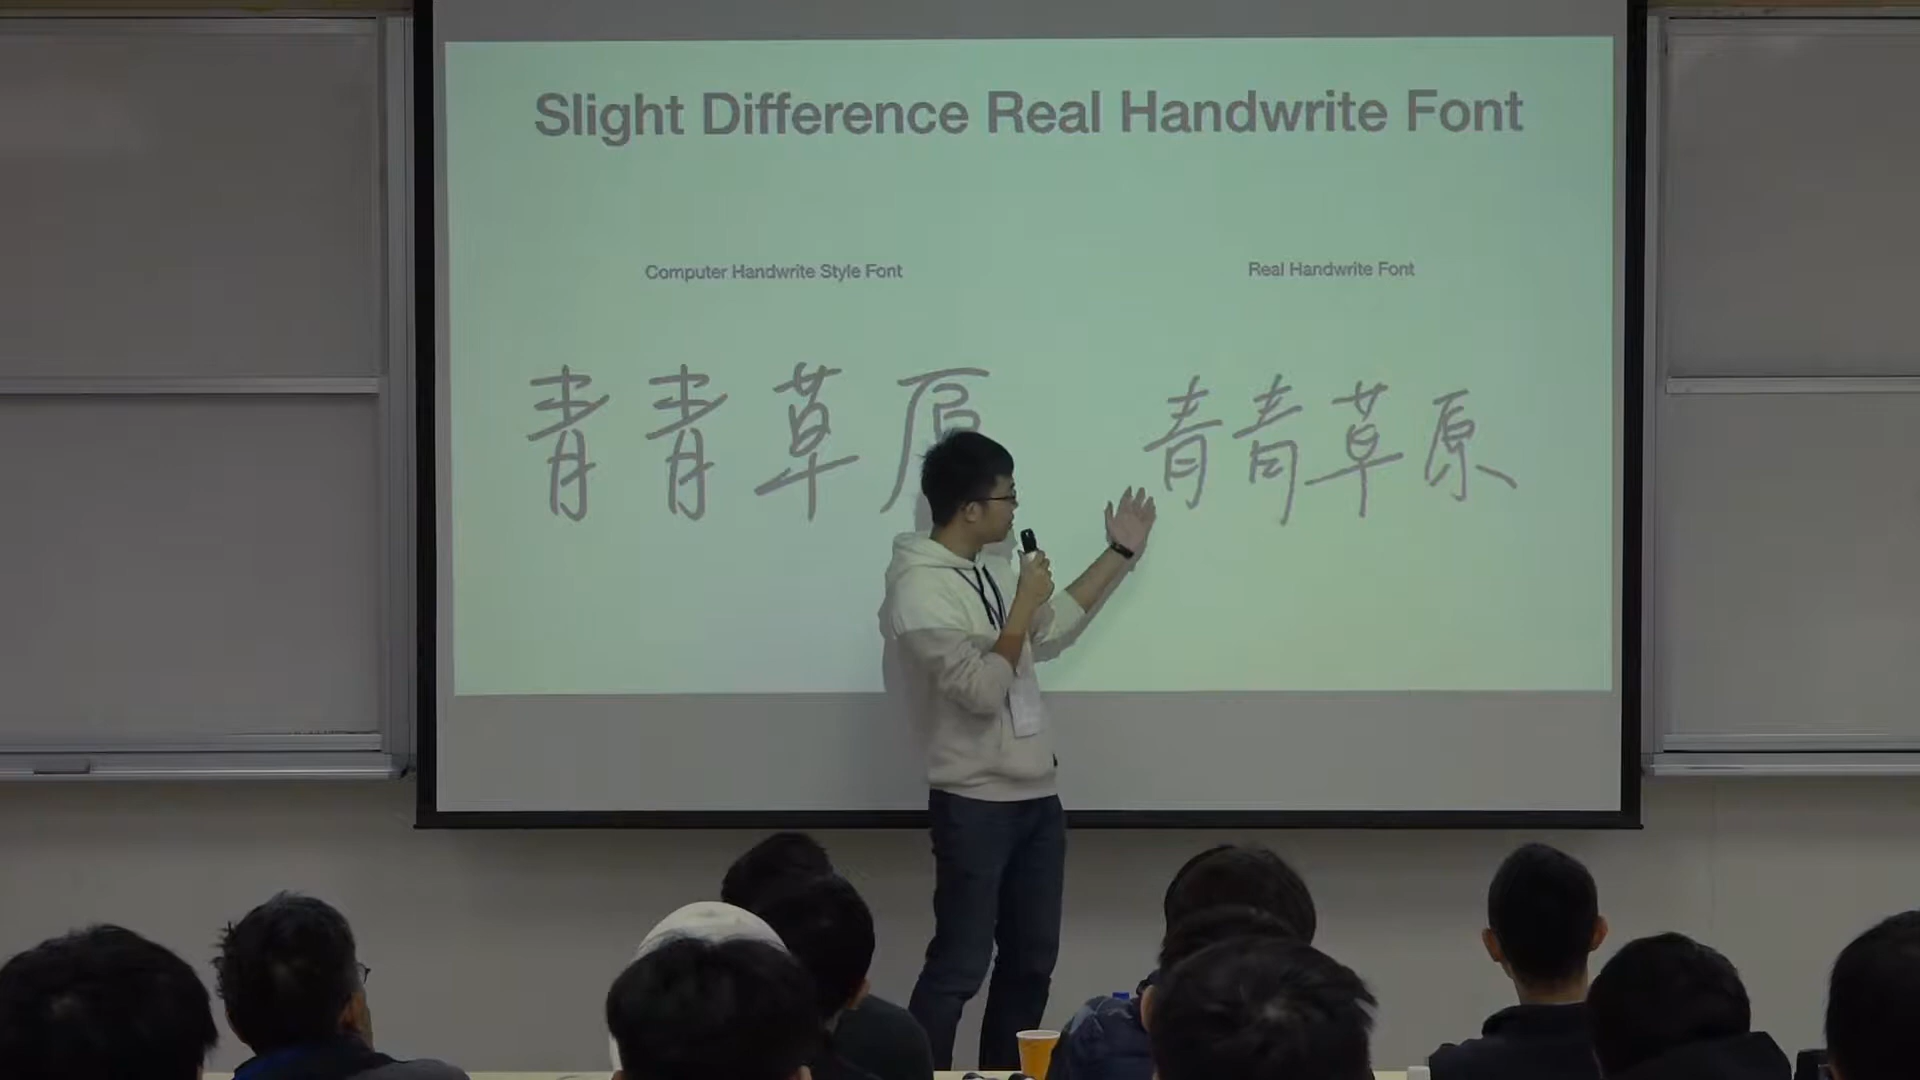 Slight Difference Real Handwrite Font
Computer Handwrite Style Font
Real Handwrite Font
青青草原
青青草原